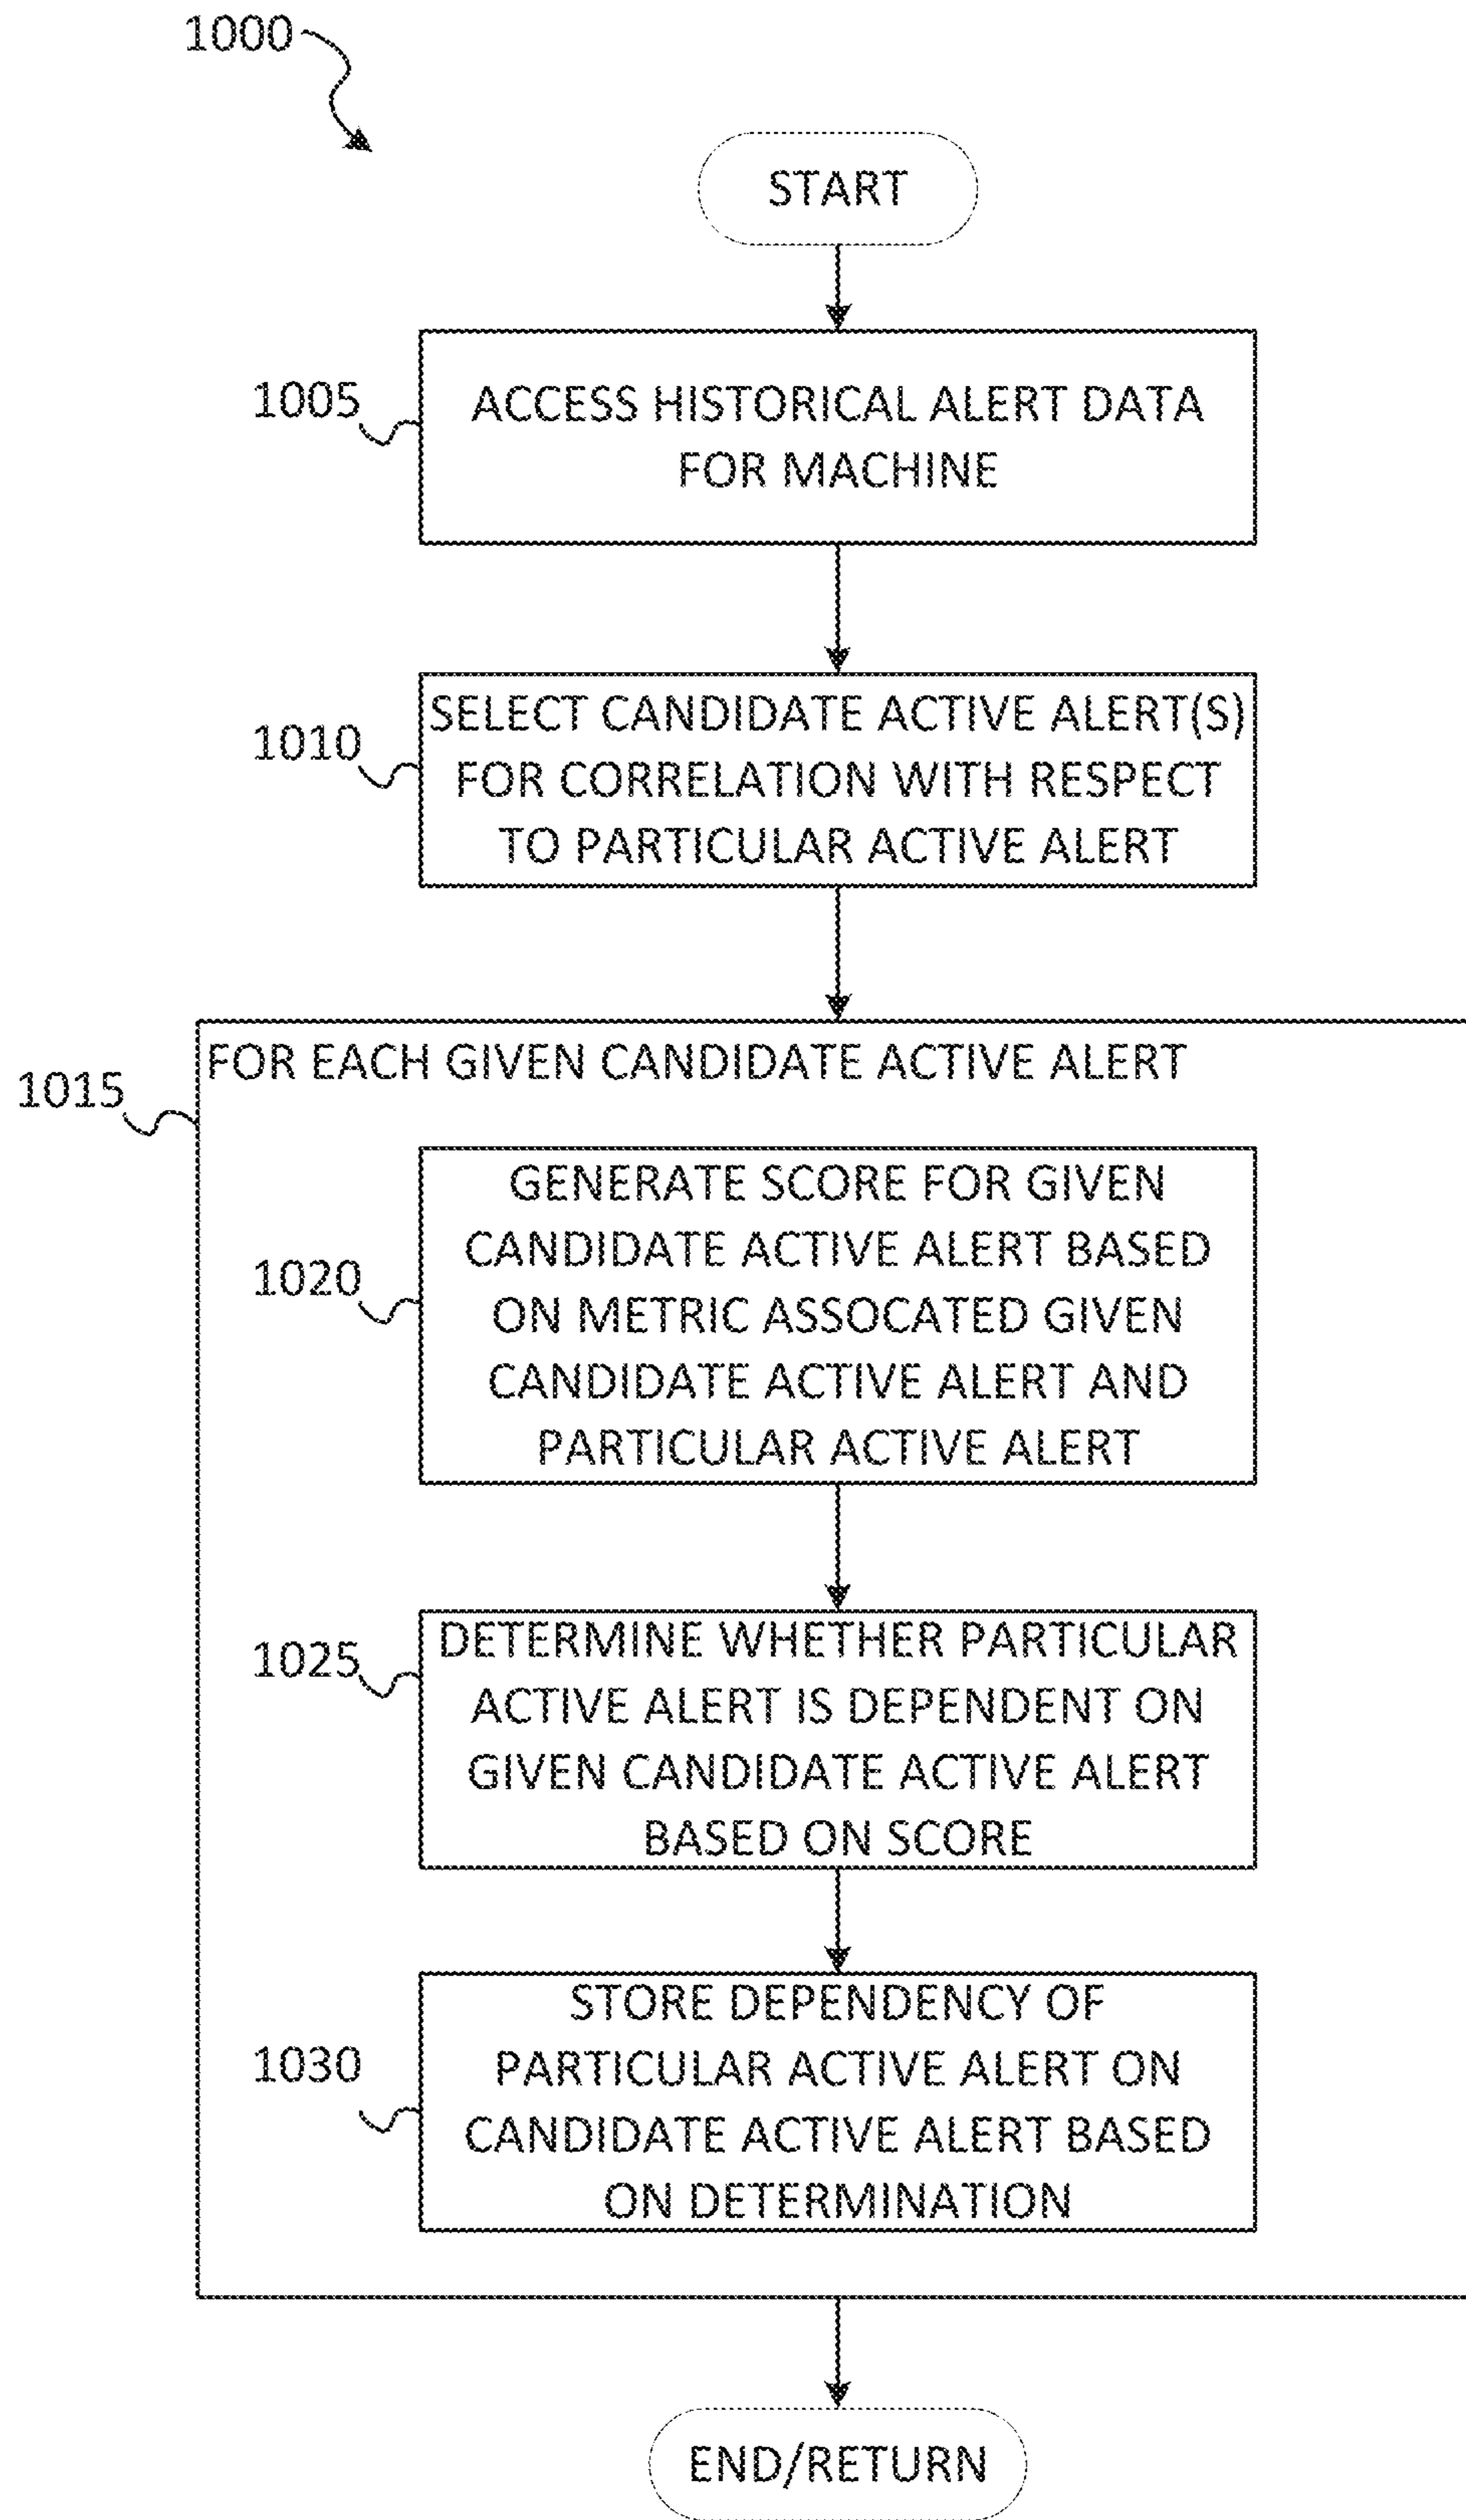 1000
START
1005
ACCESS HISTORICAL ALERT DATA
FOR MACHINE
1010
SELECT CANDIDATE ACTIVE ALERT(S)
FOR CORRELATION WITH RESPECT
TO PARTICULAR ACTIVE ALERT
1015
FOR EACH GIVEN CANDIDATE ACTIVE ALERT
1020
GENERATE SCORE FOR GIVEN
CANDIDATE ACTIVE ALERT BASED
ON METRIC ASSOCATED GIVEN
CANDIDATE ACTIVE ALERT AND
PARTICULAR ACTIVE ALERT
1025
DETERMINE WHETHER PARTICULAR
ACTIVE ALERT IS DEPENDENT ON
GIVEN CANDIDATE ACTIVE ALERT
BASED ON SCORE
1030
STORE DEPENDENCY OF
PARTICULAR ACTIVE ALERT ON
CANDIDATE ACTIVE ALERT BASED
ON DETERMINATION
END/RETURN